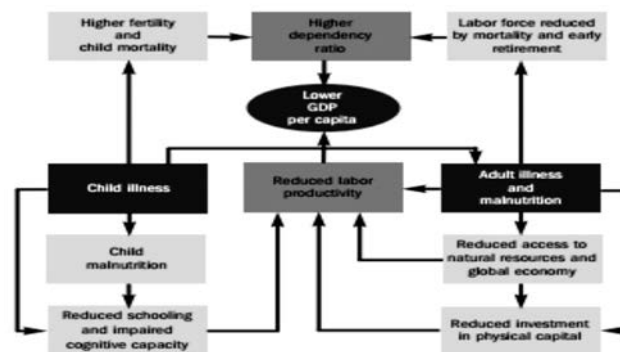 Higher fertility
and
child mortality
Higher
dependency
ratio
Labor force reduced
by mortality and early
retirement
Lower
GDP
per capita
Child illness
Reduced labor
productivity
Adult illness
and
malnutrition
Child
malnutrition
Reduced access to
natural resources and
global economy
Reduced schooling
and impaired
cognitive capacity
Reduced investment
in physical capital